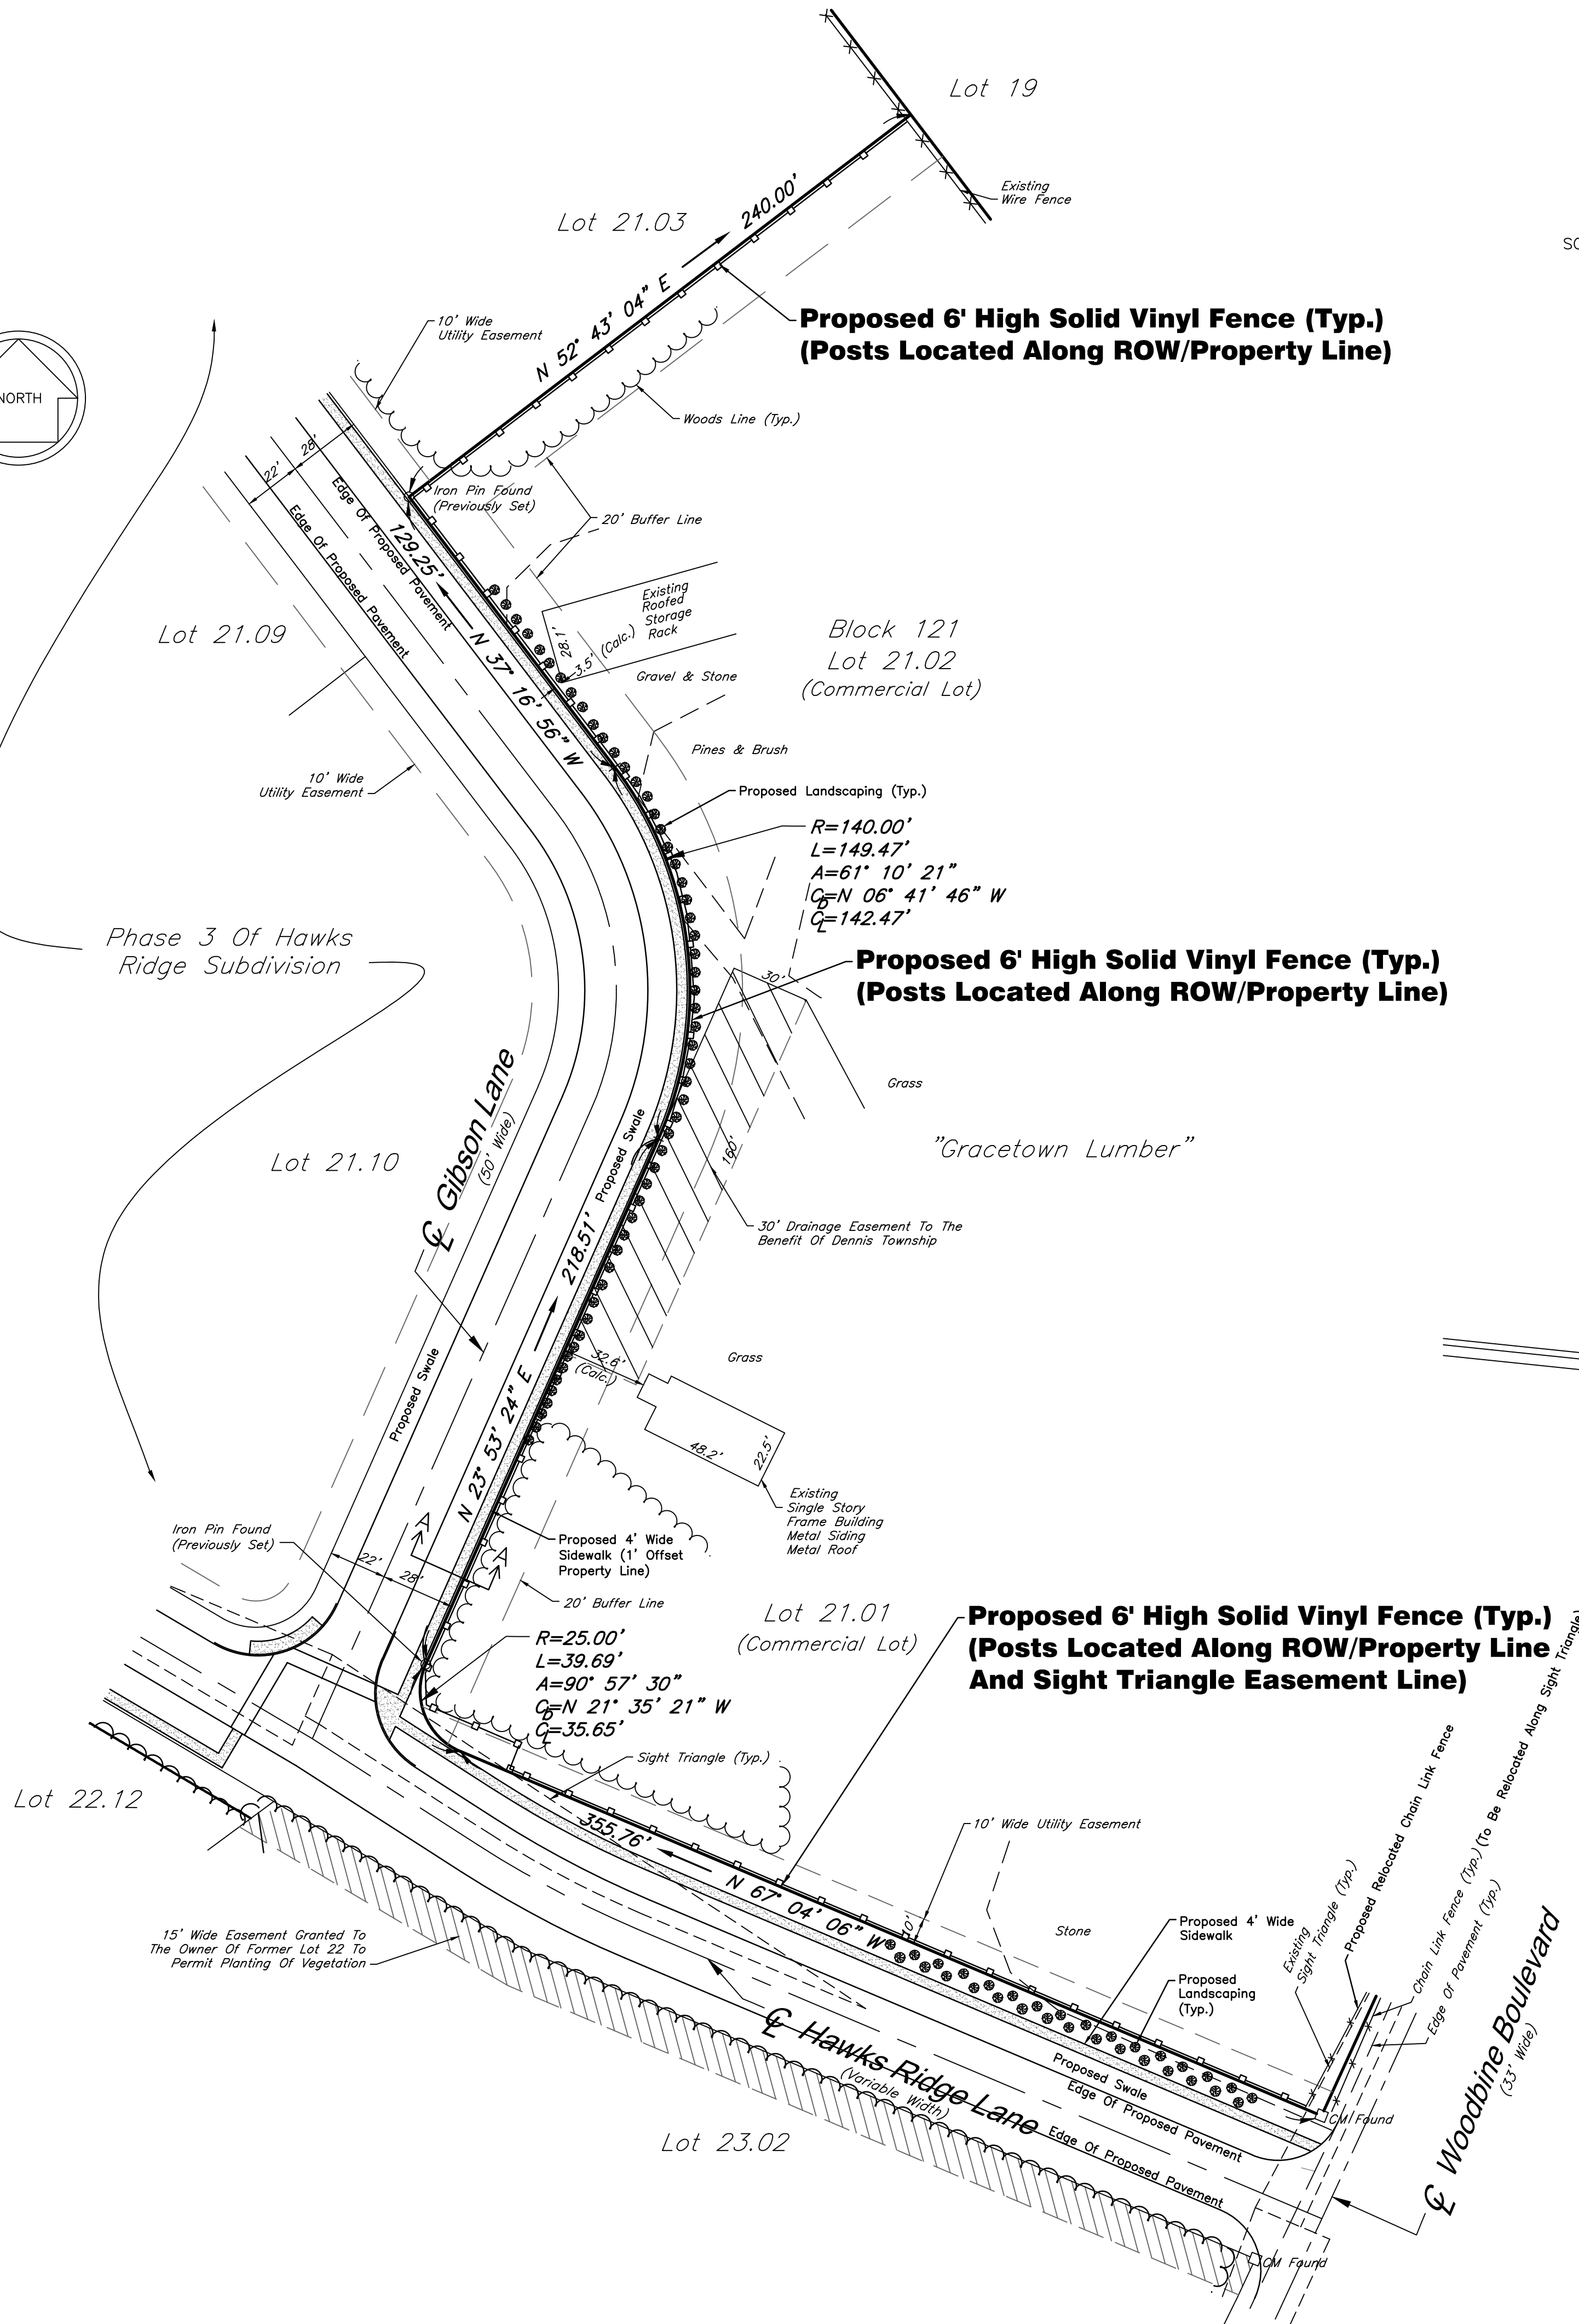 Lot 19
Existing
Wire Fence
240.00'
Lot 21.03
SC
N 52° 43' 04" E
10' Wide
Utility Easement
Proposed 6' High Solid Vinyl Fence (Typ.)
(Posts Located Along ROW/Property Line)
NORTH
Woods Line (Typ.)
28'
22'
Iron Pin Found
(Previously Set)
20' Buffer Line
Edge Of Proposed Pavement
Edge Of Proposed Pavement
129.25'
N 37° 16' 56" W
Existing
Roofed
Storage
Rack
28.1'
3.5' (Calc.)
Lot 21.09
Block 121
Lot 21.02
(Commercial Lot)
Gravel & Stone
Pines & Brush
10' Wide
Utility Easement
Proposed Landscaping (Typ.)
R=140.00'
L=149.47'
A=61° 10' 21"
CD=N 06° 41' 46" W
CL=142.47'
Phase 3 Of Hawks
Ridge Subdivision
Proposed 6' High Solid Vinyl Fence (Typ.)
(Posts Located Along ROW/Property Line)
30'
Grass
℄ Gibson Lane
(50' Wide)
Proposed Swale
160'
"Gracetown Lumber"
Lot 21.10
218.51'
30' Drainage Easement To The
Benefit Of Dennis Township
N 23° 53' 24" E
Proposed Swale
32.6'
(Calc.)
Grass
48.2'
22.5'
Existing
Single Story
Frame Building
Metal Siding
Metal Roof
Iron Pin Found
(Previously Set)
A
A
22'
28'
Proposed 4' Wide
Sidewalk (1' Offset
Property Line)
20' Buffer Line
Lot 21.01
(Commercial Lot)
Proposed 6' High Solid Vinyl Fence (Typ.)
(Posts Located Along ROW/Property Line
And Sight Triangle Easement Line)
R=25.00'
L=39.69'
A=90° 57' 30"
CD=N 21° 35' 21" W
CL=35.65'
Sight Triangle (Typ.)
Lot 22.12
355.76'
N 67° 04' 06" W
10' Wide Utility Easement
10'
Stone
15' Wide Easement Granted To
The Owner Of Former Lot 22 To
Permit Planting Of Vegetation
Proposed 4' Wide
Sidewalk
Proposed
Landscaping
(Typ.)
Existing
Sight Triangle (Typ.)
Proposed Relocated Chain Link Fence
Chain Link Fence (Typ.) (To Be Relocated Along Sight Triangle)
Edge Of Pavement (Typ.)
℄ Woodbine Boulevard
(33' Wide)
℄ Hawks Ridge Lane
(Variable Width)
Proposed Swale
Edge Of Proposed Pavement
Edge Of Proposed Pavement
CM Found
Lot 23.02
CM Found